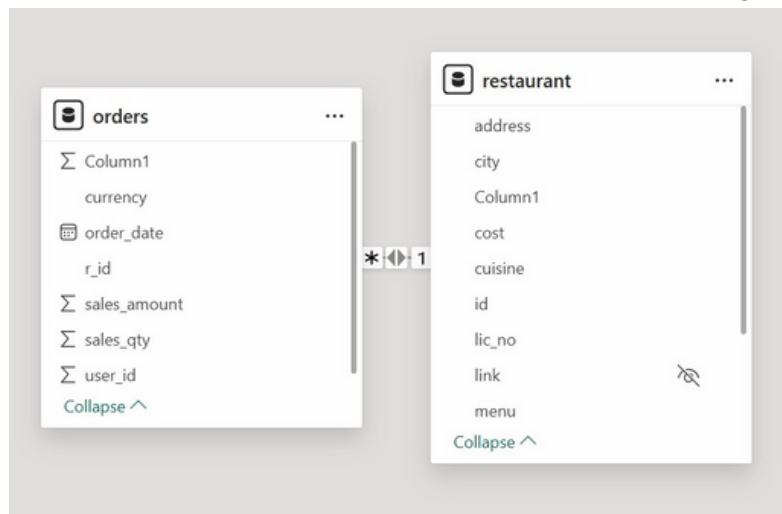 orders
Σ Column1
currency
order_date
r_id
Σ sales_amount
Σ sales_qty
Σ user_id
Collapse
* 1
restaurant
address
city
Column1
cost
cuisine
id
lic_no
link
menu
Collapse